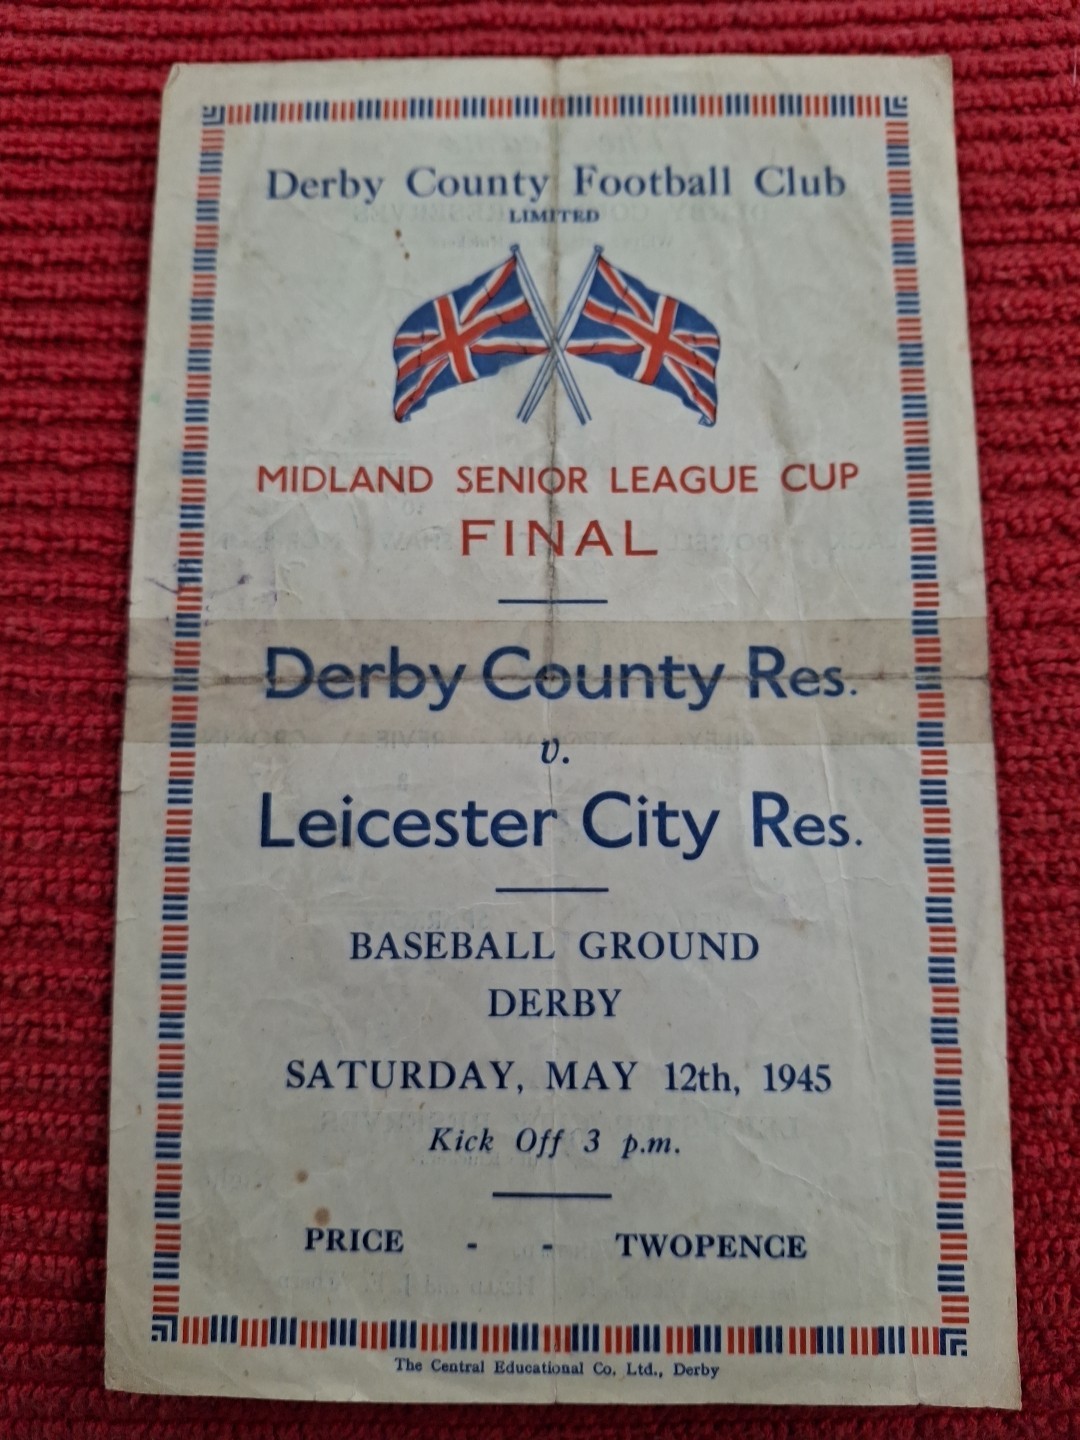 Derby County Football Club
LIMITED
MIDLAND SENIOR LEAGUE CUP
FINAL
Derby County Res.
v.
Leicester City Res.
BASEBALL GROUND
DERBY
SATURDAY, MAY 12th, 1945
Kick Off 3 p.m.
PRICE - - TWOPENCE
The Central Educational Co. Ltd., Derby